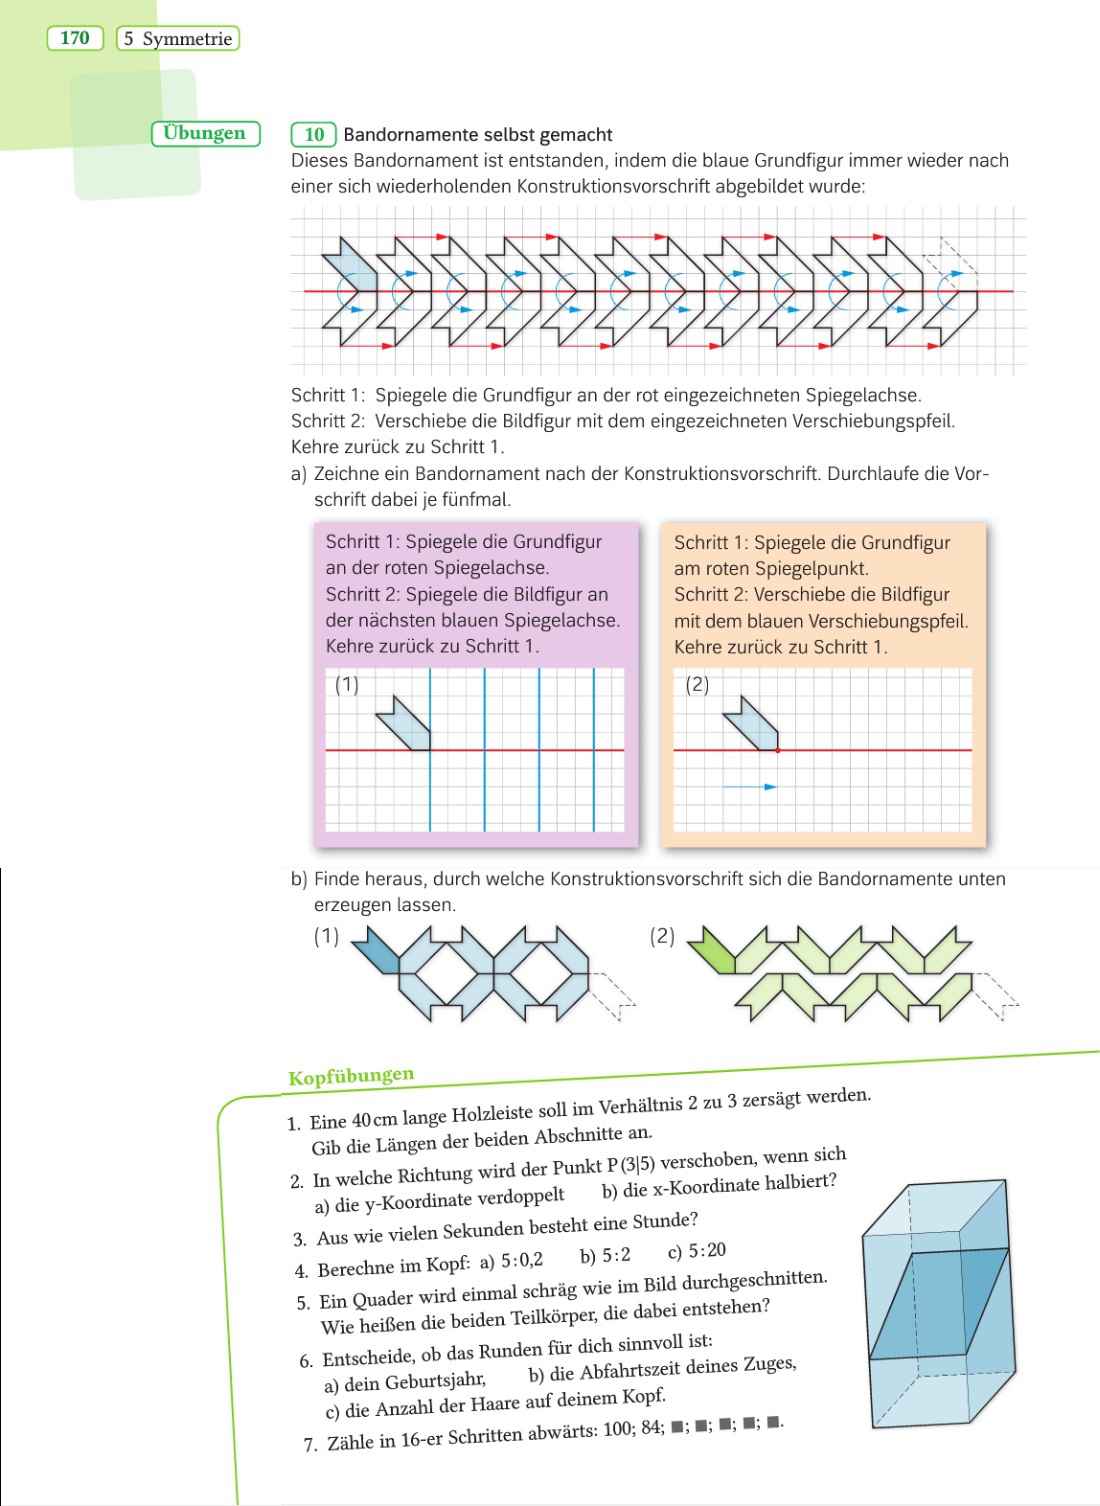 170 5 Symmetrie
Übungen
10 Bandornamente selbst gemacht
Dieses Bandornament ist entstanden, indem die blaue Grundfigur immer wieder nach
einer sich wiederholenden Konstruktionsvorschrift abgebildet wurde:
Schritt 1: Spiegele die Grundfigur an der rot eingezeichneten Spiegelachse.
Schritt 2: Verschiebe die Bildfigur mit dem eingezeichneten Verschiebungspfeil.
Kehre zurück zu Schritt 1.
a) Zeichne ein Bandornament nach der Konstruktionsvorschrift. Durchlaufe die Vor-
schrift dabei je fünfmal.
Schritt 1: Spiegele die Grundfigur
an der roten Spiegelachse.
Schritt 2: Spiegele die Bildfigur an
der nächsten blauen Spiegelachse.
Kehre zurück zu Schritt 1.
(1)
Schritt 1: Spiegele die Grundfigur
am roten Spiegelpunkt.
Schritt 2: Verschiebe die Bildfigur
mit dem blauen Verschiebungspfeil.
Kehre zurück zu Schritt 1.
(2)
b) Finde heraus, durch welche Konstruktionsvorschrift sich die Bandornamente unten
erzeugen lassen.
(1) (2)
Kopfübungen
1. Eine 40 cm lange Holzleiste soll im Verhältnis 2 zu 3 zersägt werden.
Gib die Längen der beiden Abschnitte an.
2. In welche Richtung wird der Punkt P (3|5) verschoben, wenn sich
a) die y-Koordinate verdoppelt b) die x-Koordinate halbiert?
3. Aus wie vielen Sekunden besteht eine Stunde?
4. Berechne im Kopf: a) 5:0,2 b) 5:2 c) 5:20
5. Ein Quader wird einmal schräg wie im Bild durchgeschnitten.
Wie heißen die beiden Teilkörper, die dabei entstehen?
6. Entscheide, ob das Runden für dich sinnvoll ist:
a) dein Geburtsjahr, b) die Abfahrtszeit deines Zuges,
c) die Anzahl der Haare auf deinem Kopf.
7. Zähle in 16-er Schritten abwärts: 100; 84; ■; ■; ■; ■; ■.